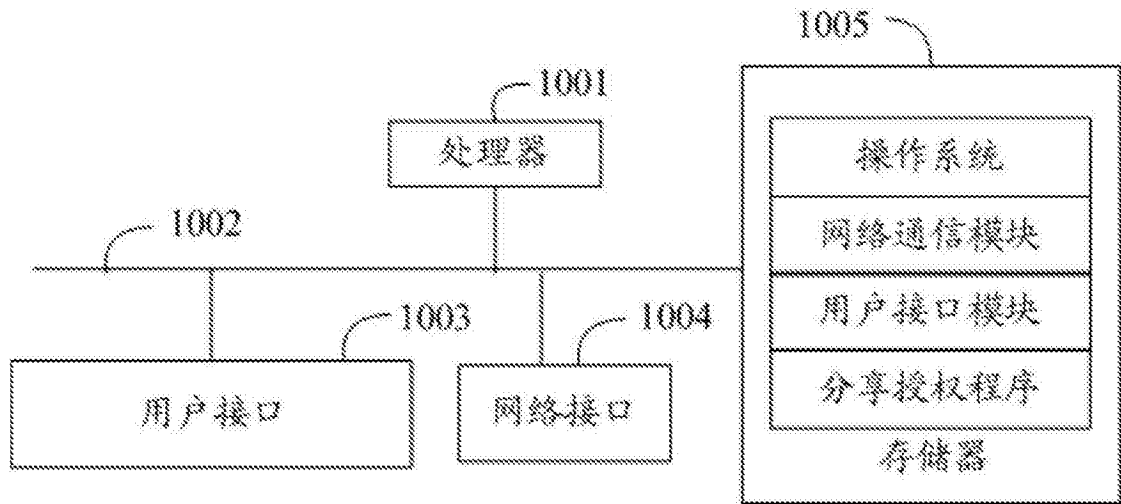 1005
1001
处理器
操作系统
1002
网络通信模块
1003
1004
用户接口模块
用户接口
网络接口
分享授权程序
存储器